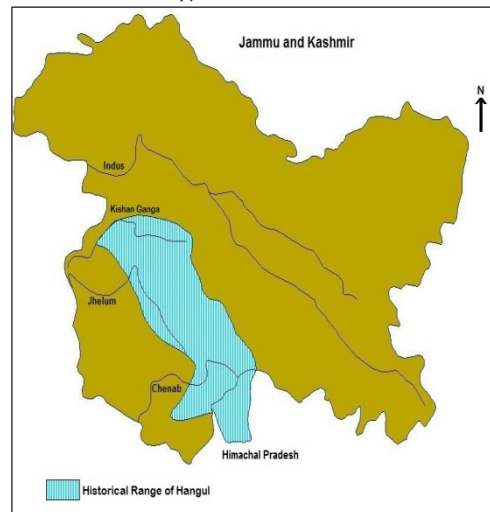 Jammu and Kashmir
N
Indus
Kishan Ganga
Jhelum
Chenab
Himachal Pradesh
Historical Range of Hangul